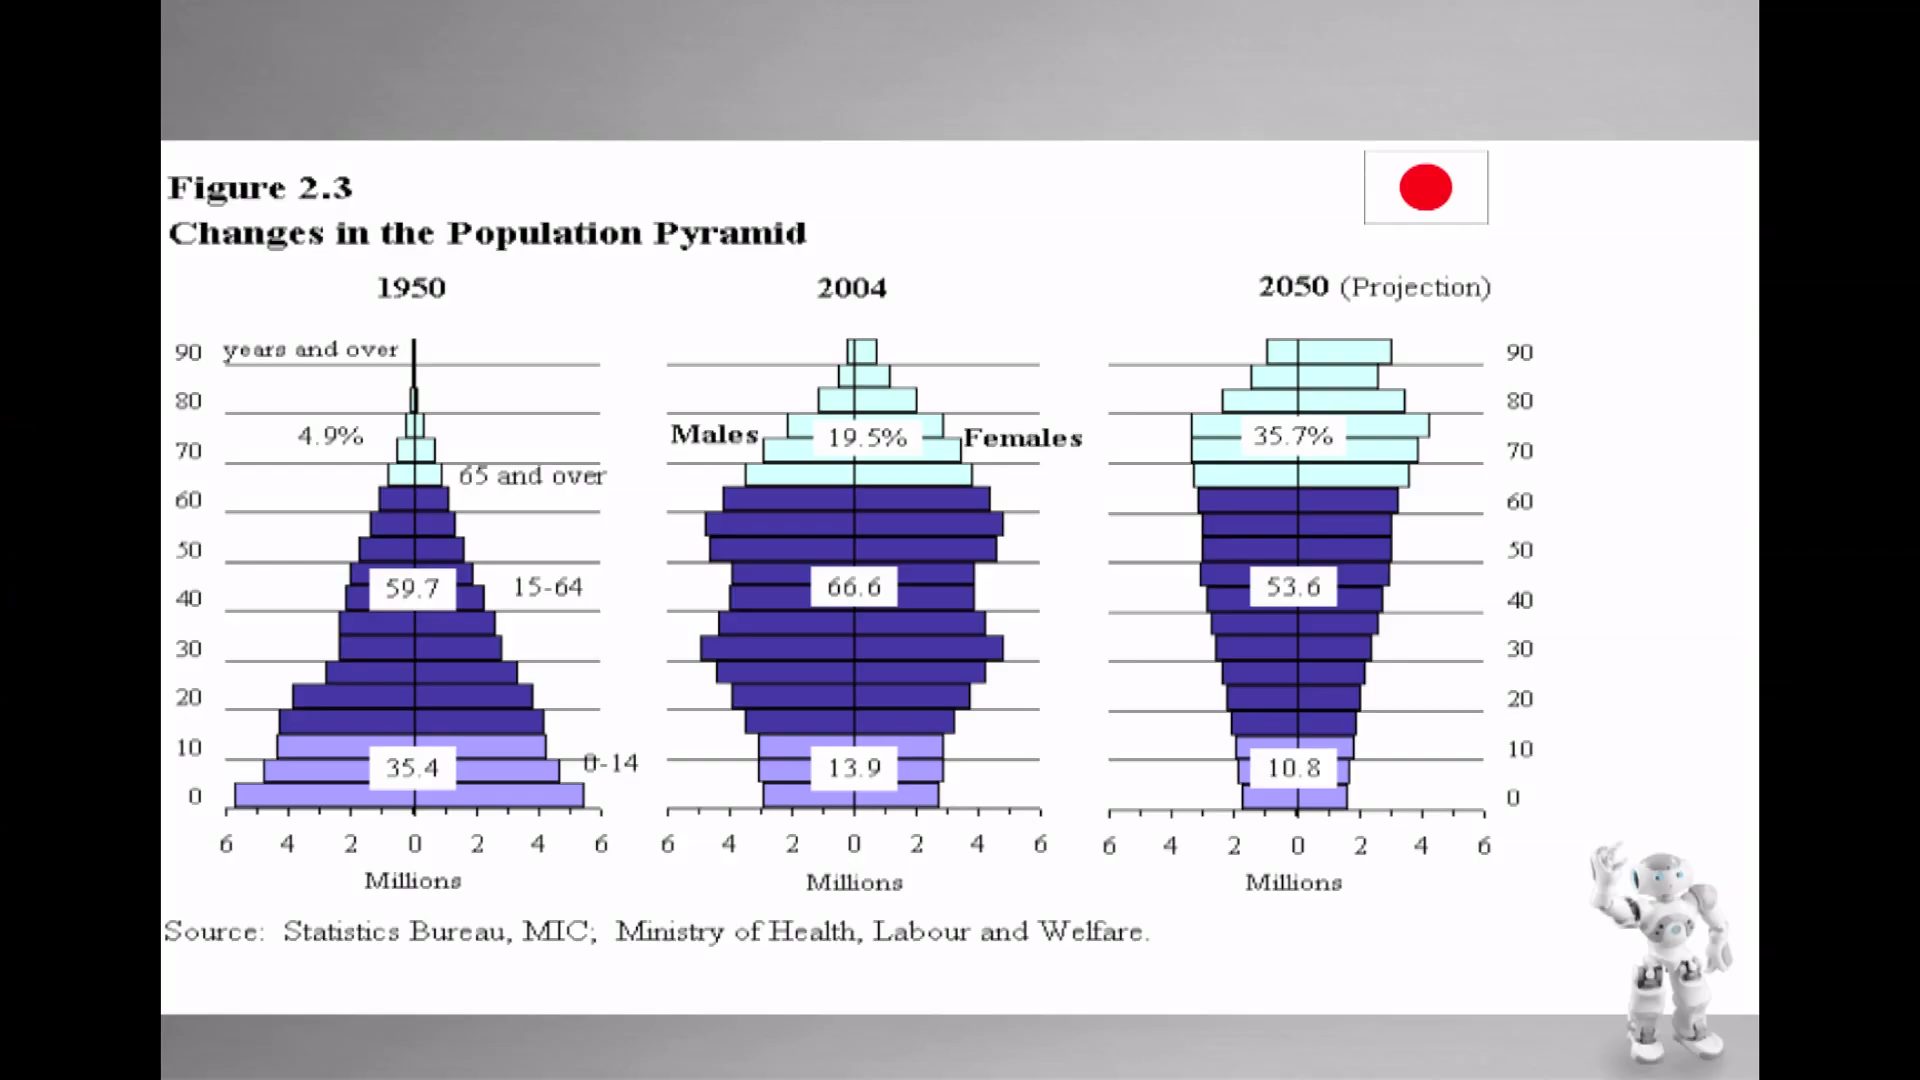 Figure 2.3
Changes in the Population Pyramid
1950
2004
2050 (Projection)
90 years and over
80
4.9%
70
65 and over
60
50
59.7
15-64
40
30
20
10
35.4
0-14
0
6 4 2 0 2 4 6
Millions
Males
19.5%
Females
66.6
13.9
6 4 2 0 2 4 6
Millions
90
80
35.7%
70
60
50
53.6
40
30
20
10
10.8
0
6 4 2 0 2 4 6
Millions
Source: Statistics Bureau, MIC; Ministry of Health, Labour and Welfare.